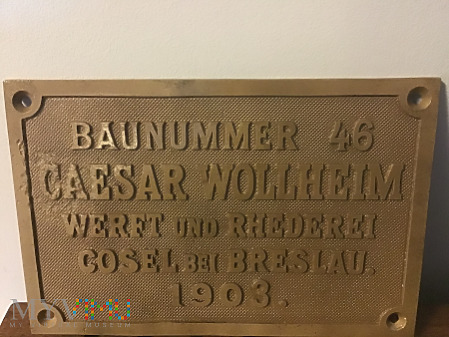 BAUNUMMER 46
CAESAR WOLLHEIM
WERFT UND RHEDEREI
COSEL BEI BRESLAU.
1903.